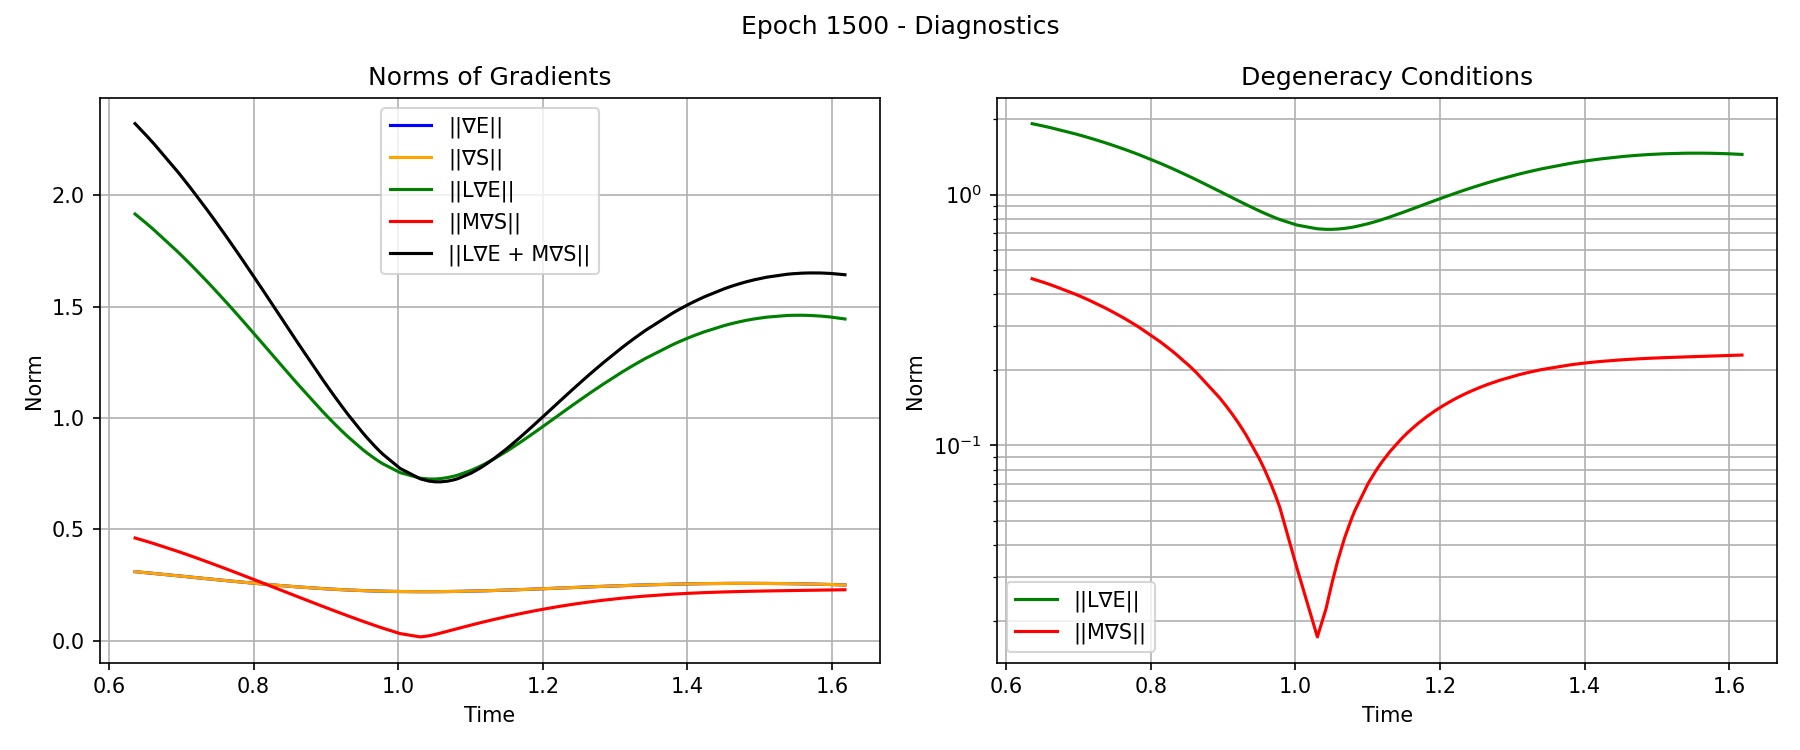 Epoch 1500 - Diagnostics
Norms of Gradients
Norm
2.0
1.5
1.0
0.5
0.0
||∇E||
||∇S||
||L∇E||
||M∇S||
||L∇E + M∇S||
0.6 0.8 1.0 1.2 1.4 1.6
Time
Degeneracy Conditions
Norm
10⁰
10⁻¹
||L∇E||
||M∇S||
0.6 0.8 1.0 1.2 1.4 1.6
Time